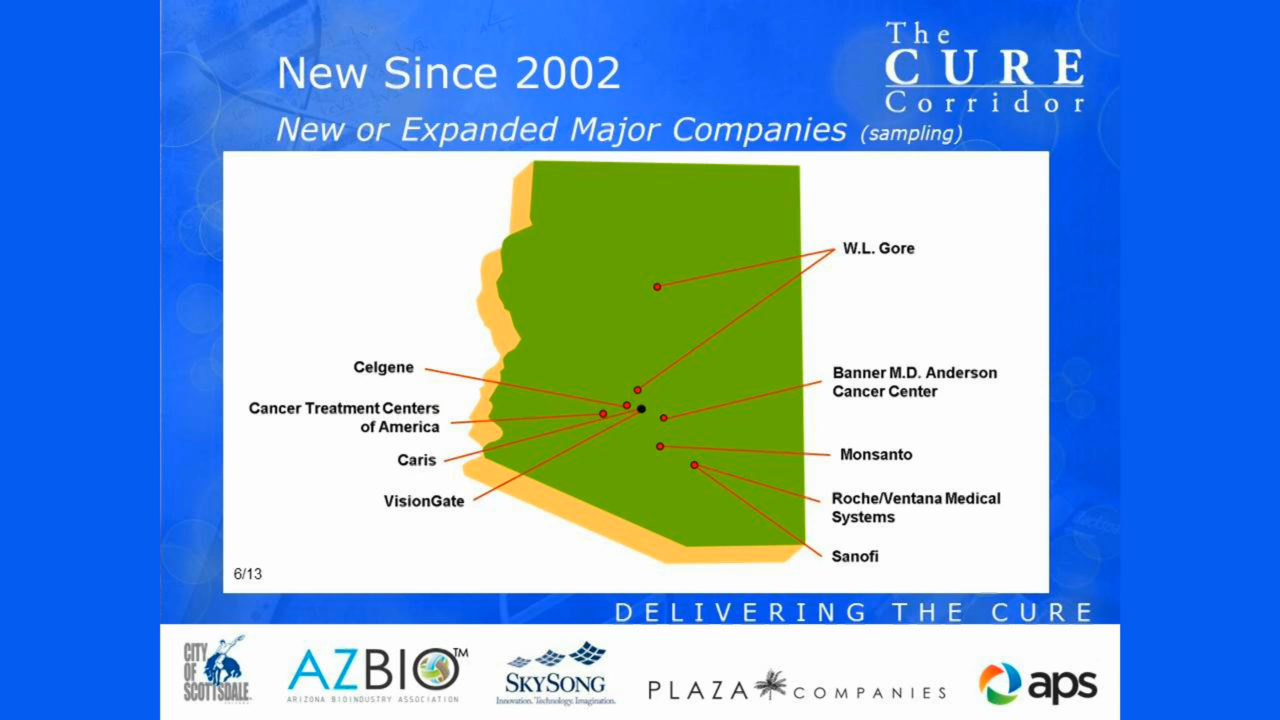 The
CURE
Corridor
New Since 2002
New or Expanded Major Companies (sampling)
W.L. Gore
Celgene
Banner M.D. Anderson
Cancer Center
Cancer Treatment Centers
of America
Caris
Monsanto
VisionGate
Roche/Ventana Medical
Systems
Sanofi
6/13
DELIVERING THE CURE
CITY
OF
SCOTTSDALE
AZBIO™
ARIZONA BIOINDUSTRY ASSOCIATION
SKYSONG
Innovation. Technology. Imagination.
PLAZA COMPANIES
aps